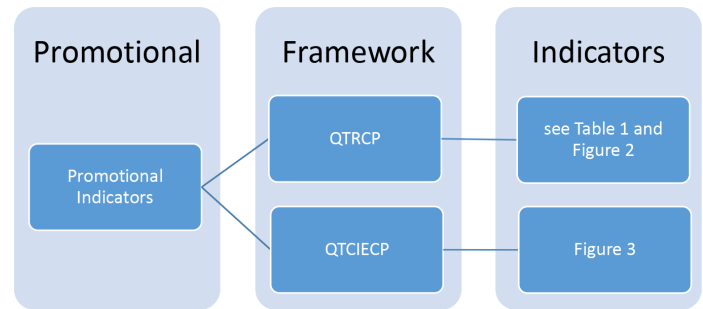 Promotional
Framework
Indicators
Promotional
Indicators
QTRCP
see Table 1 and
Figure 2
QTCIECP
Figure 3